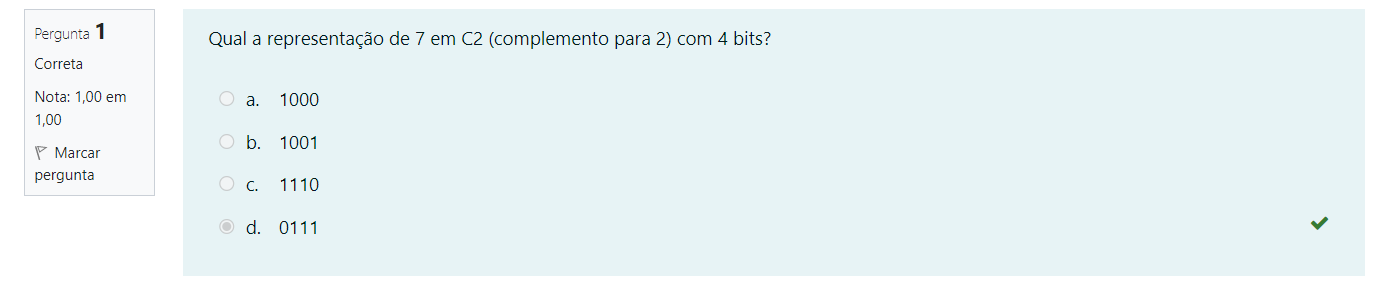 Pergunta 1
Correta
Nota: 1,00 em
1,00
Marcar
pergunta
Qual a representação de 7 em C2 (complemento para 2) com 4 bits?
a. 1000
b. 1001
c. 1110
d. 0111